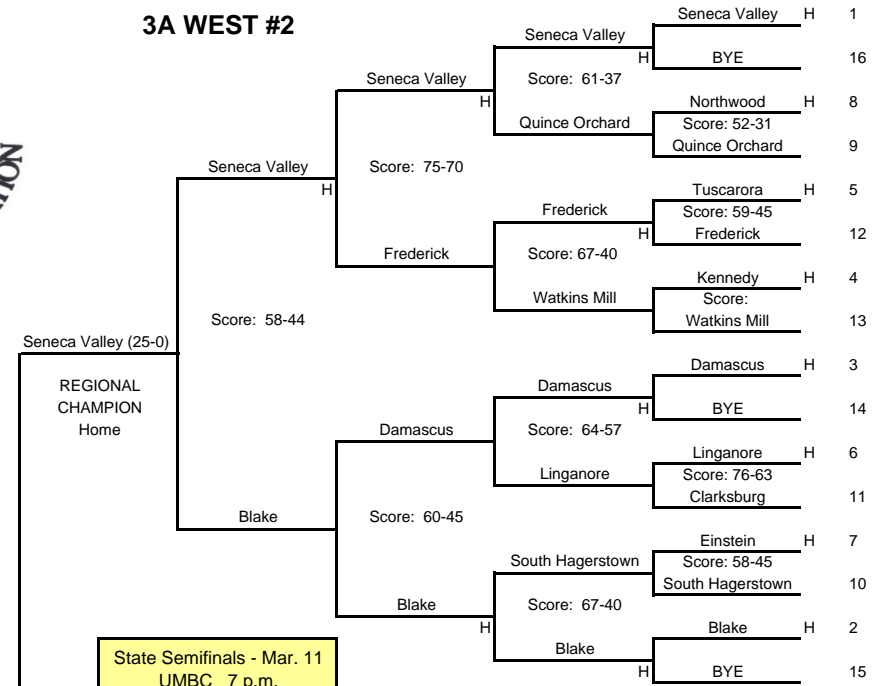 3A WEST #2
Seneca Valley H 1
Seneca Valley
H BYE 16
Seneca Valley Score: 61-37
H Northwood H 8
Quince Orchard Score: 52-31
Quince Orchard 9
Seneca Valley Score: 75-70
H Tuscarora H 5
Frederick Score: 59-45
H Frederick 12
Frederick Score: 67-40
Kennedy H 4
Watkins Mill Score:
Score: 58-44 Watkins Mill 13
Seneca Valley (25-0)
Damascus H 3
REGIONAL
CHAMPION
Home
Damascus
H BYE 14
Damascus Score: 64-57
Linganore H 6
Linganore Score: 76-63
Clarksburg 11
Blake Score: 60-45
Einstein H 7
South Hagerstown Score: 58-45
South Hagerstown 10
Blake Score: 67-40
H Blake H 2
Blake
H BYE 15
State Semifinals - Mar. 11
UMBC 7 p.m.